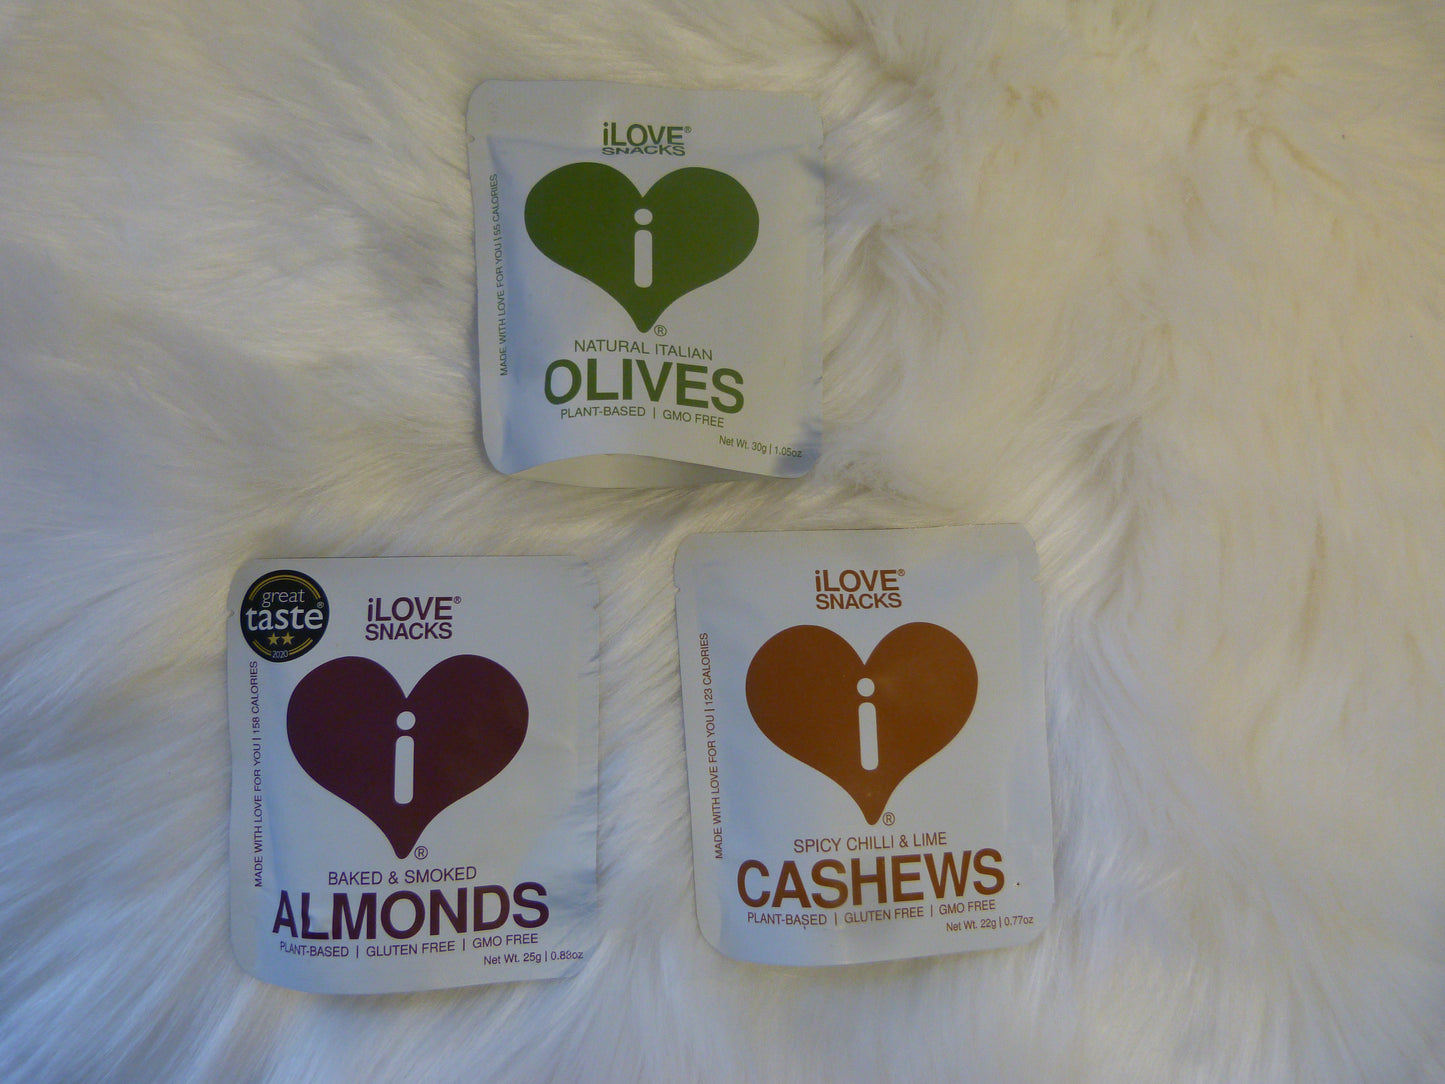 iLOVE®
SNACKS
i
®
NATURAL ITALIAN
OLIVES
PLANT-BASED | GMO FREE
Net Wt. 30g | 1.05oz
MADE WITH LOVE FOR YOU | 55 CALORIES
great
taste®
2020
iLOVE®
SNACKS
i
®
BAKED & SMOKED
ALMONDS
PLANT-BASED | GLUTEN FREE | GMO FREE
Net Wt. 25g | 0.88oz
MADE WITH LOVE FOR YOU | 158 CALORIES
iLOVE®
SNACKS
i
®
SPICY CHILLI & LIME
CASHEWS
PLANT-BASED | GLUTEN FREE | GMO FREE
Net Wt. 22g | 0.77oz
MADE WITH LOVE FOR YOU | 123 CALORIES